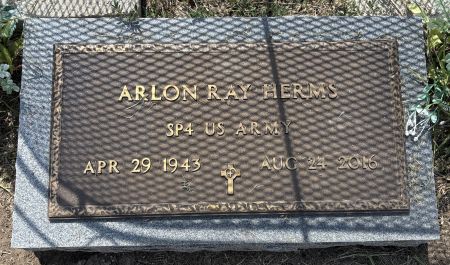 ARLON RAY HERMS
SP4 US ARMY
APR 29 1943 AUG 24 2016